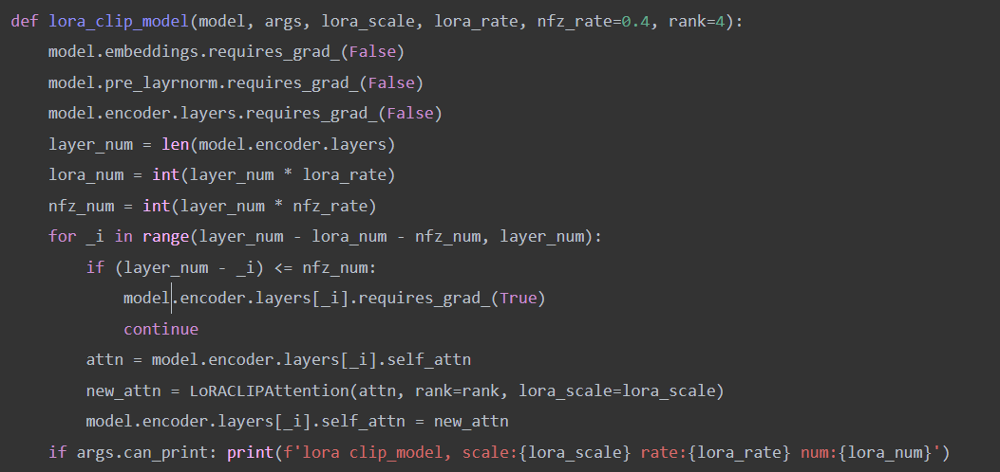 def lora_clip_model(model, args, lora_scale, lora_rate, nfz_rate=0.4, rank=4):
    model.embeddings.requires_grad_(False)
    model.pre_layrnorm.requires_grad_(False)
    model.encoder.layers.requires_grad_(False)
    layer_num = len(model.encoder.layers)
    lora_num = int(layer_num * lora_rate)
    nfz_num = int(layer_num * nfz_rate)
    for _i in range(layer_num - lora_num - nfz_num, layer_num):
        if (layer_num - _i) <= nfz_num:
            model.encoder.layers[_i].requires_grad_(True)
            continue
        attn = model.encoder.layers[_i].self_attn
        new_attn = LoRACLIPAttention(attn, rank=rank, lora_scale=lora_scale)
        model.encoder.layers[_i].self_attn = new_attn
    if args.can_print: print(f'lora clip_model, scale:{lora_scale} rate:{lora_rate} num:{lora_num}')